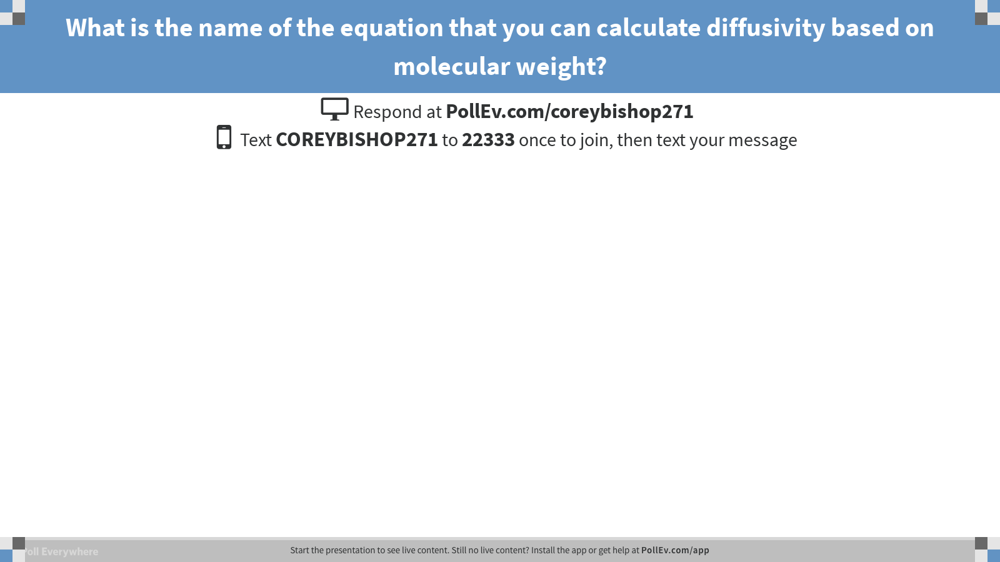 What is the name of the equation that you can calculate diffusivity based on
molecular weight?
Respond at PollEv.com/coreybishop271
Text COREYBISHOP271 to 22333 once to join, then text your message
Poll Everywhere
Start the presentation to see live content. Still no live content? Install the app or get help at PollEv.com/app